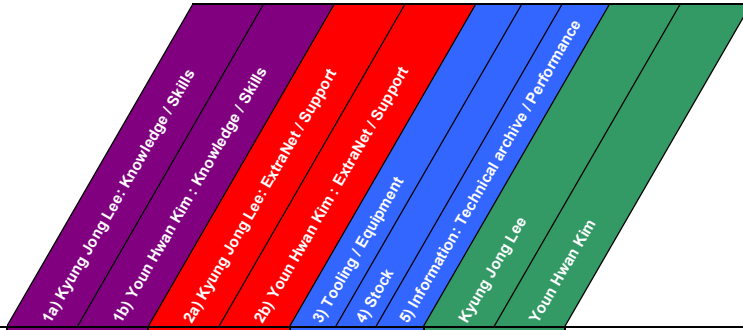 1a) Kyung Jong Lee: Knowledge / Skills
1b) Youn Hwan Kim : Knowledge / Skills
2a) Kyung Jong Lee: ExtraNet / Support
2b) Youn Hwan Kim : ExtraNet / Support
3) Tooling / Equipment
4) Stock
5) Information: Technical archive / Performance
Kyung Jong Lee
Youn Hwan Kim